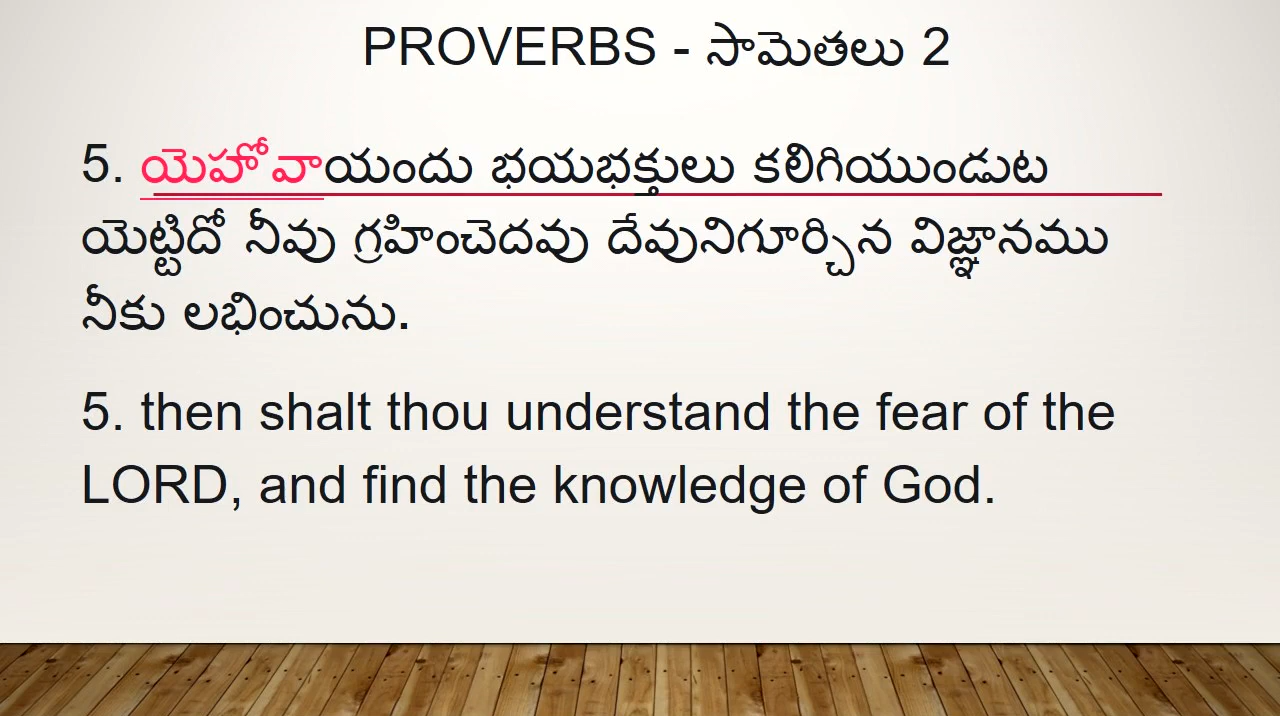 PROVERBS - సామెతలు 2
5. యెహోవాయందు భయభక్తులు కలిగియుండుట
యెట్టిదో నీవు గ్రహించెదవు దేవునిగూర్చిన విజ్ఞానము
నీకు లభించును.
5. then shalt thou understand the fear of the
LORD, and find the knowledge of God.